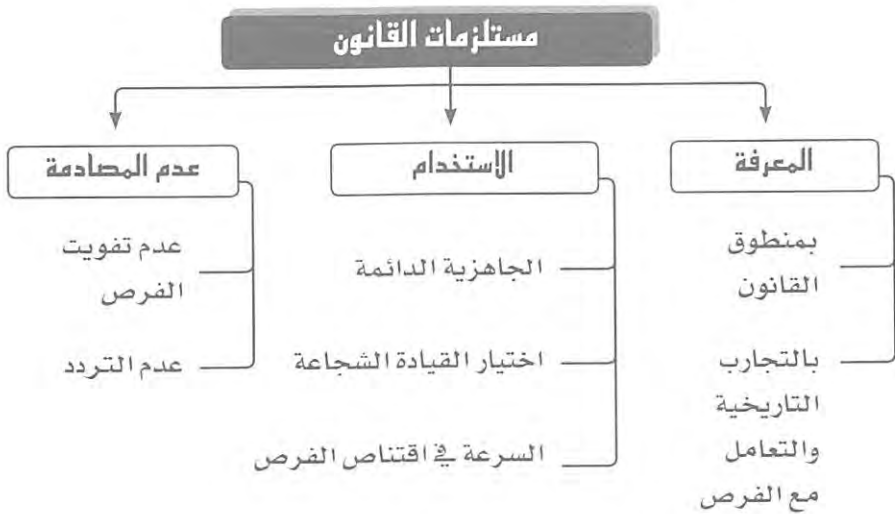 مستلزمات القانون
المعرفة
بمنطوق
القانون
بالتجارب
التاريخية
والتعامل
مع الفرص
الاستخدام
الجاهزية الدائمة
اختيار القيادة الشجاعة
السرعة في اقتناص الفرص
عدم المصادمة
عدم تفويت
الفرص
عدم التردد